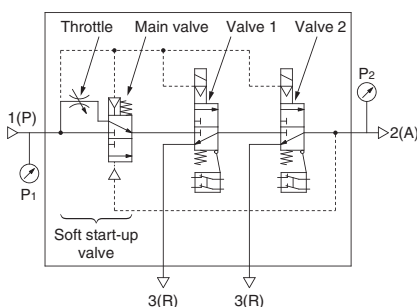 Throttle Main valve Valve 1 Valve 2
P2
1(P)
2(A)
P1
Soft start-up
valve
3(R) 3(R)